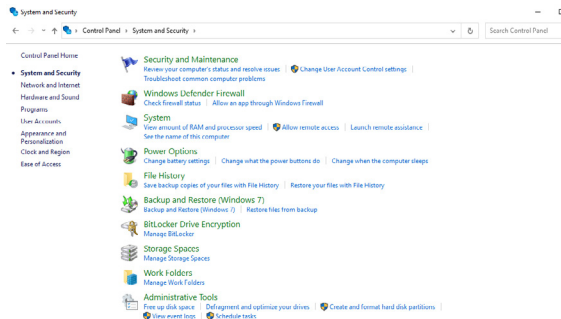 System and Security
Control Panel > System and Security >
Search Control Panel
Control Panel Home
System and Security
Network and Internet
Hardware and Sound
Programs
User Accounts
Appearance and
Personalization
Clock and Region
Ease of Access
Security and Maintenance
Review your computer's status and resolve issues | Change User Account Control settings |
Troubleshoot common computer problems
Windows Defender Firewall
Check firewall status | Allow an app through Windows Firewall
System
View amount of RAM and processor speed | Allow remote access | Launch remote assistance |
See the name of this computer
Power Options
Change battery settings | Change what the power buttons do | Change when the computer sleeps
File History
Save backup copies of your files with File History | Restore your files with File History
Backup and Restore (Windows 7)
Backup and Restore (Windows 7) | Restore files from backup
BitLocker Drive Encryption
Manage BitLocker
Storage Spaces
Manage Storage Spaces
Work Folders
Manage Work Folders
Administrative Tools
Free up disk space | Defragment and optimize your drives | Create and format hard disk partitions |
View event logs | Schedule tasks